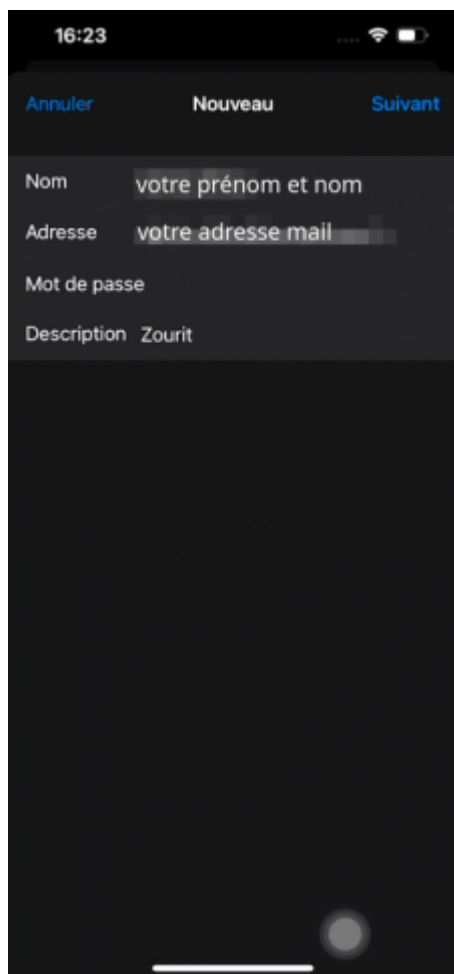 16:23
Annuler Nouveau Suivant
Nom votre prénom et nom
Adresse votre adresse mail
Mot de passe
Description Zourit